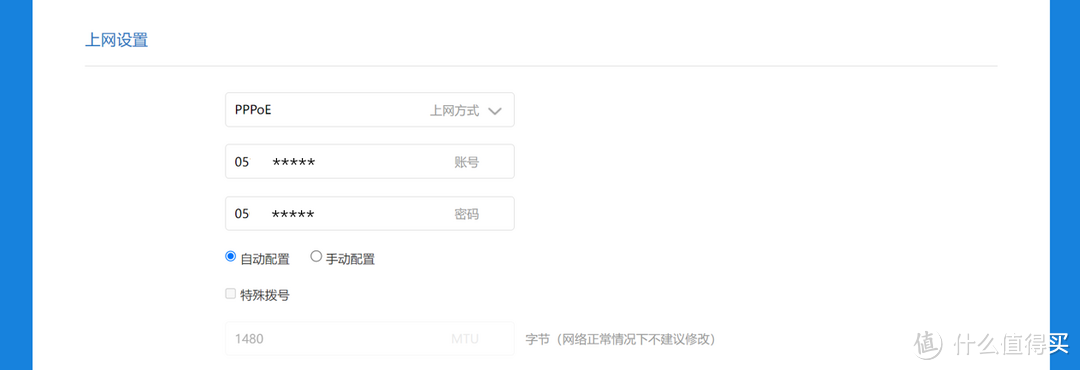 上网设置
PPPoE 上网方式
05 ***** 账号
05 ***** 密码
自动配置 手动配置
特殊拨号
1480 MTU 字节（网络正常情况下不建议修改）
值 什么值得买